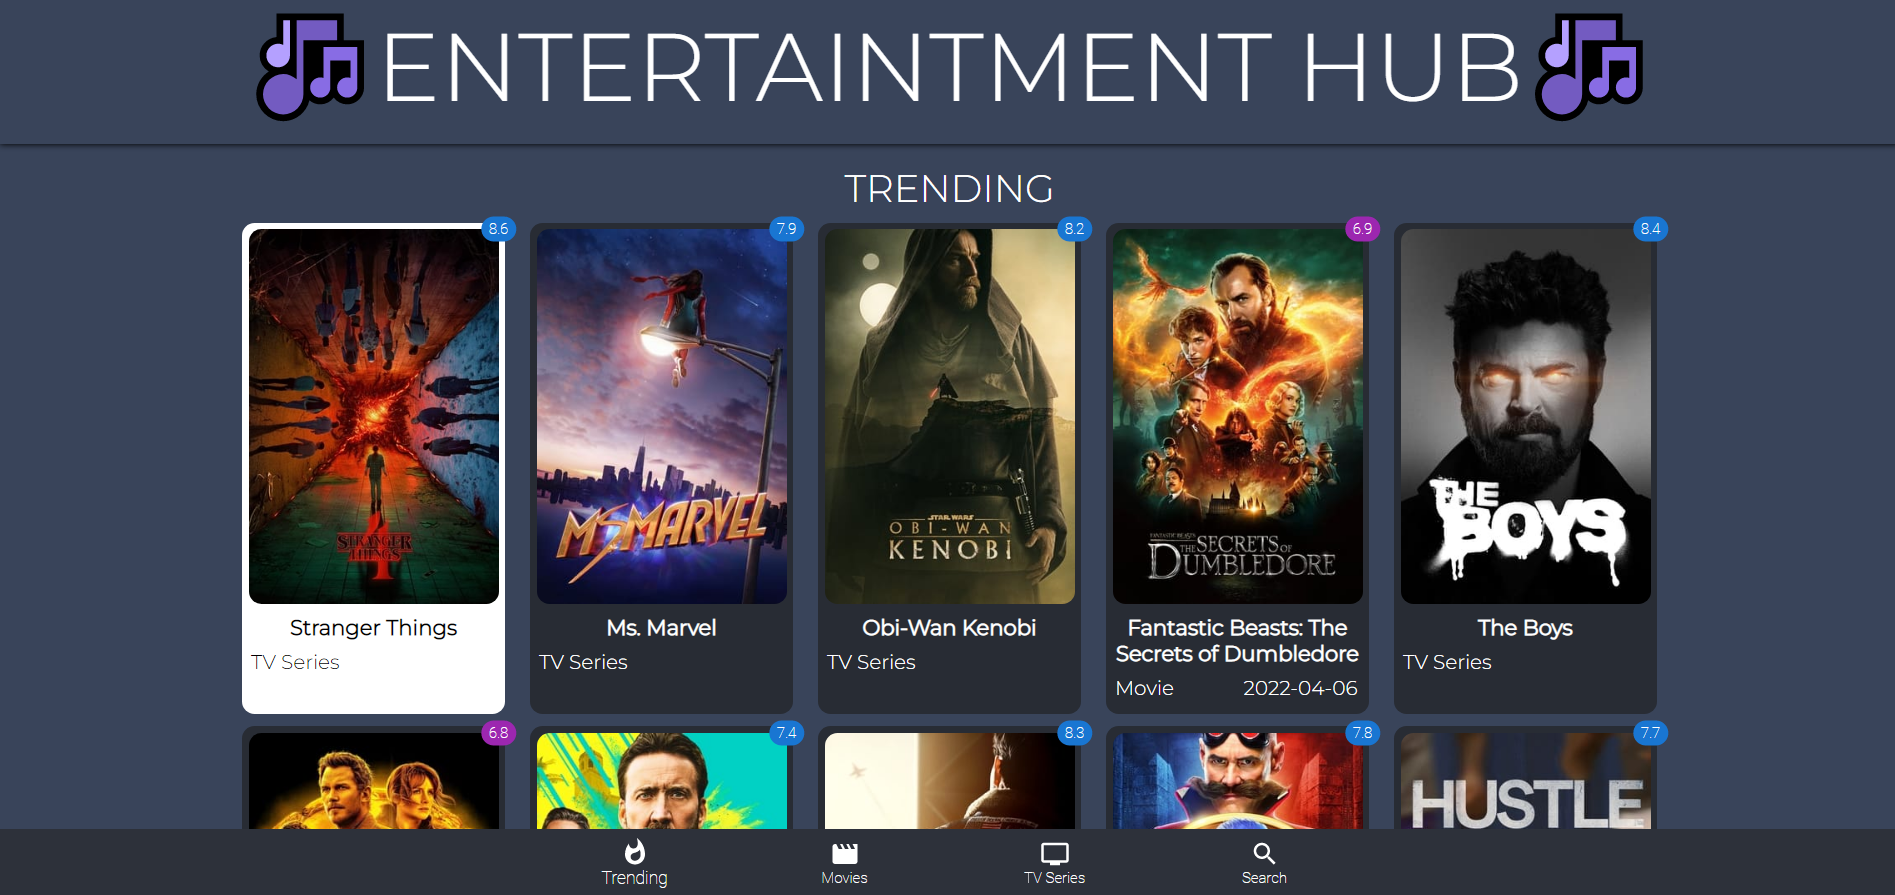 ENTERTAINTMENT HUB
TRENDING
8.6
7.9
8.2
6.9
8.4
STRANGER
THINGS
4
MS. MARVEL
STAR WARS
OBI-WAN
KENOBI
FANTASTIC BEASTS
THE SECRETS OF
DUMBLEDORE
THE
BOYS
Stranger Things
TV Series
Ms. Marvel
TV Series
Obi-Wan Kenobi
TV Series
Fantastic Beasts: The
Secrets of Dumbledore
Movie 2022-04-06
The Boys
TV Series
6.8
7.4
8.3
7.8
7.7
HUSTLE
Trending
Movies
TV Series
Search